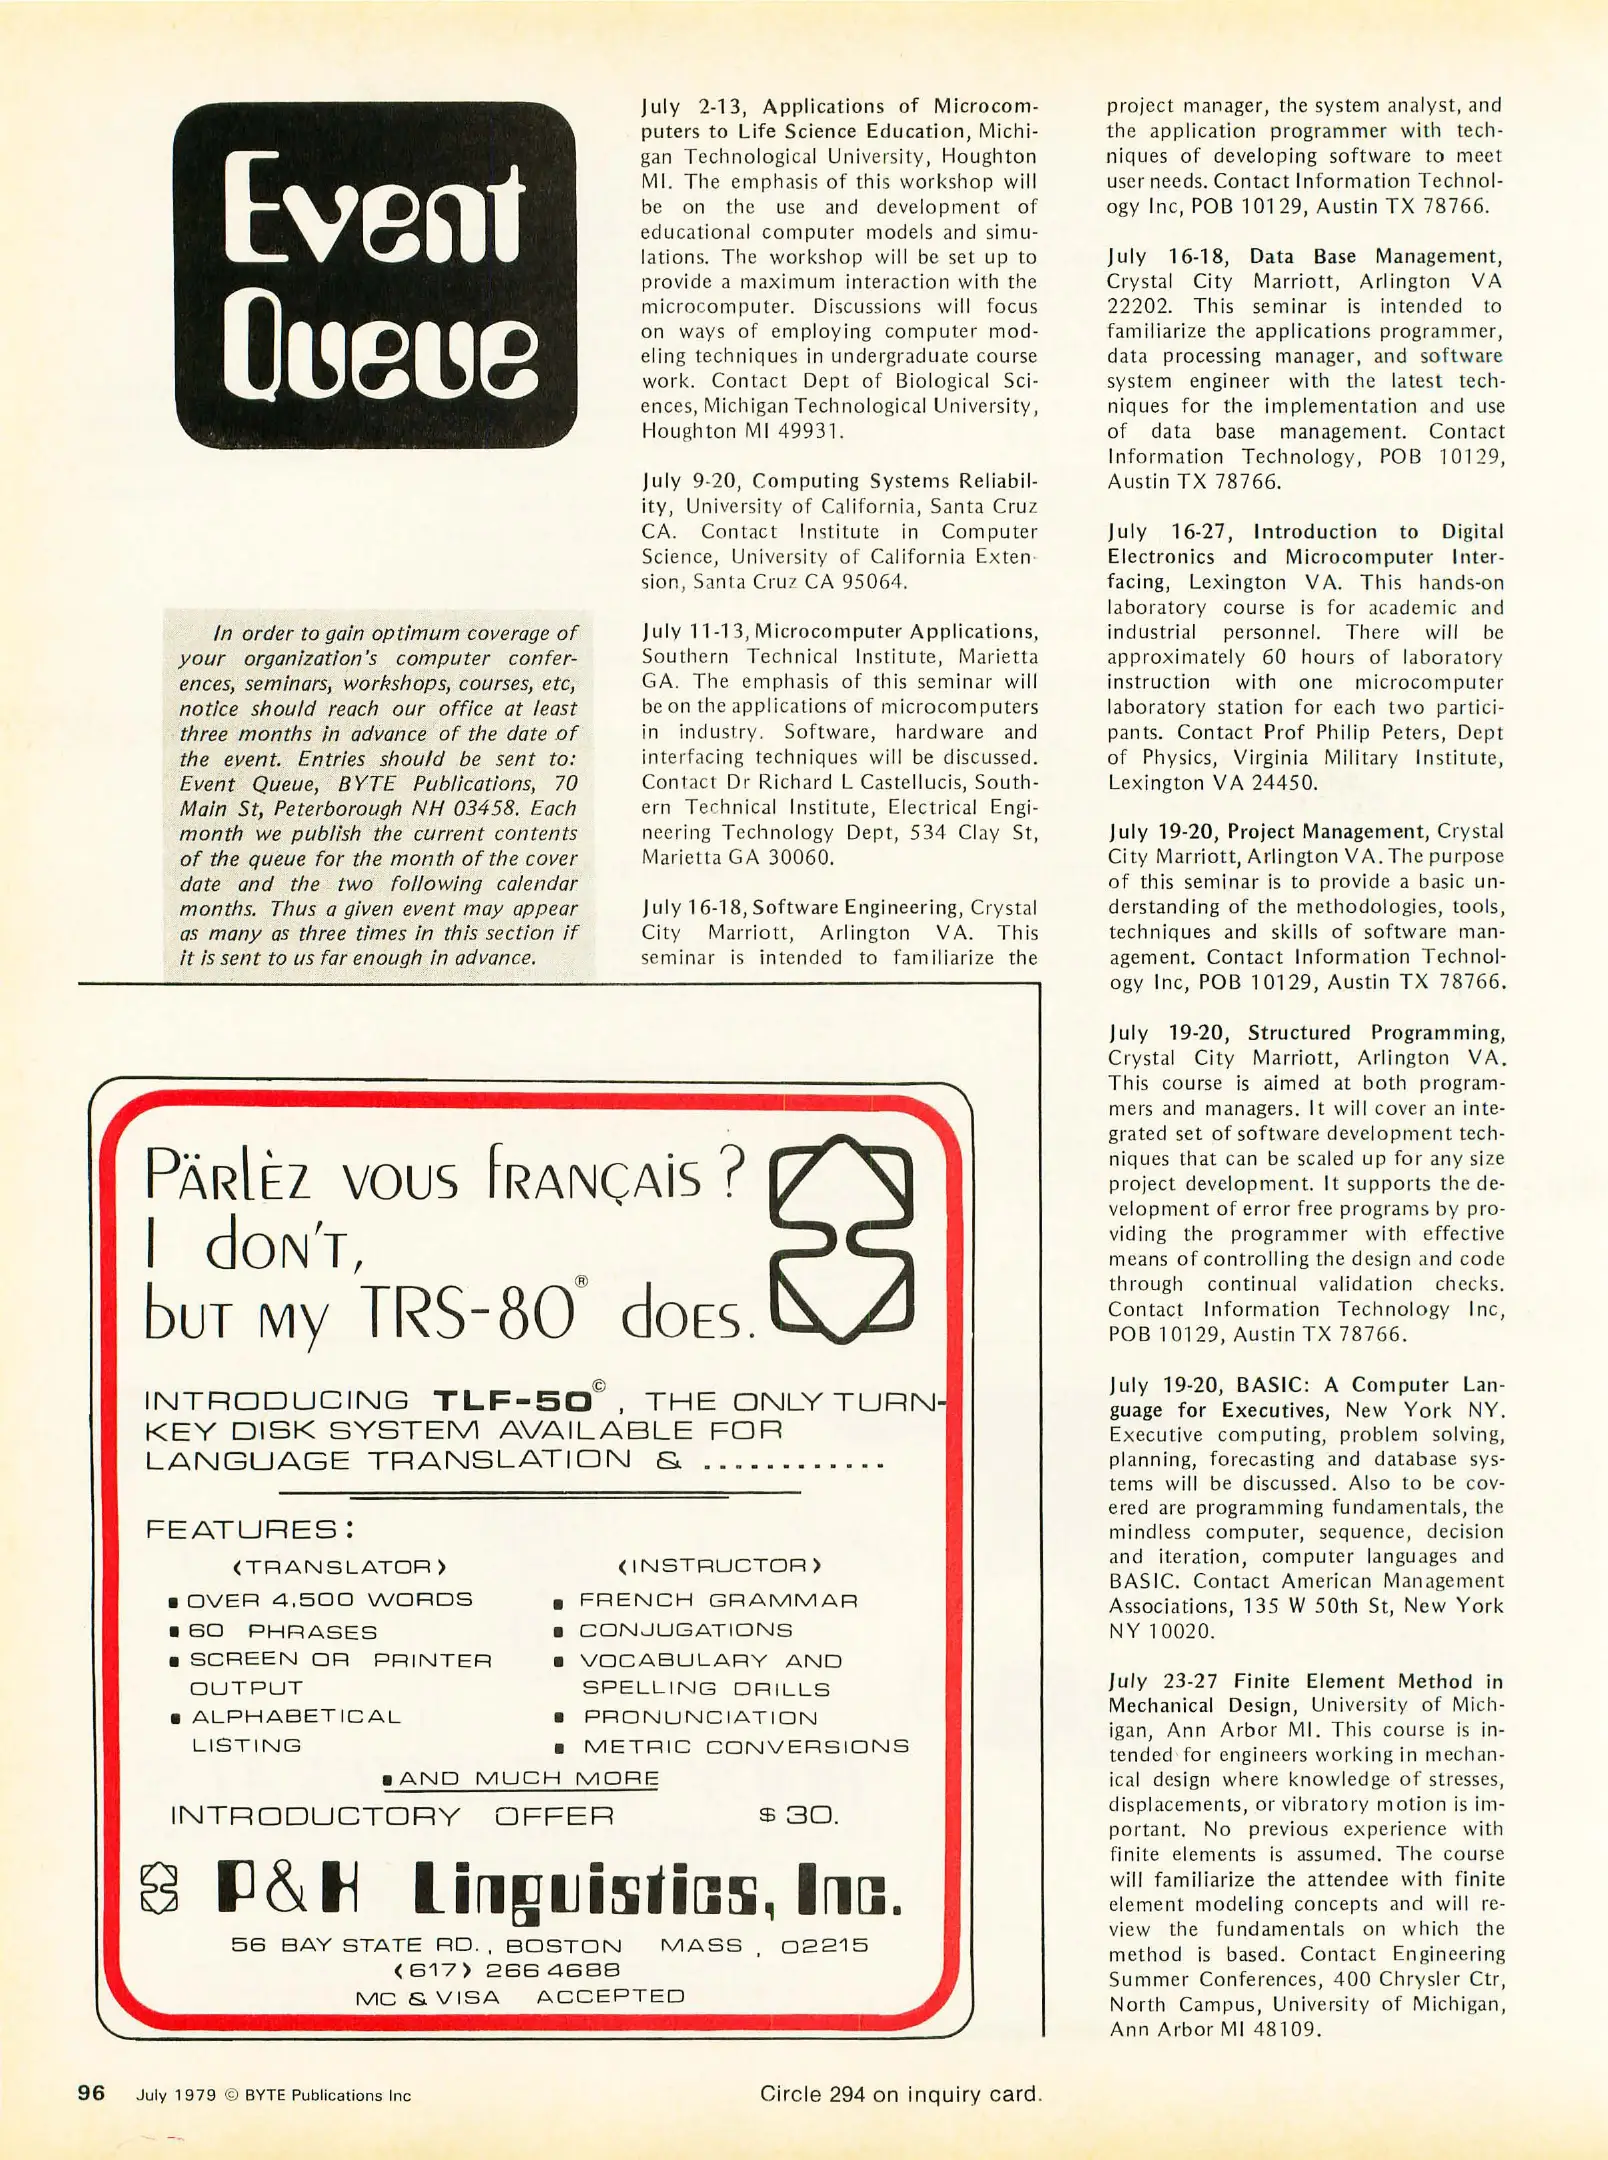 Event
Queue
In order to gain optimum coverage of
your organization's computer confer-
ences, seminars, workshops, courses, etc,
notice should reach our office at least
three months in advance of the date of
the event. Entries should be sent to:
Event Queue, BYTE Publications, 70
Main St, Peterborough NH 03458. Each
month we publish the current contents
of the queue for the month of the cover
date and the two following calendar
months. Thus a given event may appear
as many as three times in this section if
it is sent to us far enough in advance.
July 2-13, Applications of Microcom-
puters to Life Science Education, Michi-
gan Technological University, Houghton
MI. The emphasis of this workshop will
be on the use and development of
educational computer models and simu-
lations. The workshop will be set up to
provide a maximum interaction with the
microcomputer. Discussions will focus
on ways of employing computer mod-
eling techniques in undergraduate course
work. Contact Dept of Biological Sci-
ences, Michigan Technological University,
Houghton MI 49931.
July 9-20, Computing Systems Reliabil-
ity, University of California, Santa Cruz
CA. Contact Institute in Computer
Science, University of California Exten-
sion, Santa Cruz CA 95064.
July 11-13, Microcomputer Applications,
Southern Technical Institute, Marietta
GA. The emphasis of this seminar will
be on the applications of microcomputers
in industry. Software, hardware and
interfacing techniques will be discussed.
Contact Dr Richard L Castellucis, South-
ern Technical Institute, Electrical Engi-
neering Technology Dept, 534 Clay St,
Marietta GA 30060.
July 16-18, Software Engineering, Crystal
City Marriott, Arlington VA. This
seminar is intended to familiarize the
project manager, the system analyst, and
the application programmer with tech-
niques of developing software to meet
user needs. Contact Information Technol-
ogy Inc, POB 10129, Austin TX 78766.
July 16-18, Data Base Management,
Crystal City Marriott, Arlington VA
22202. This seminar is intended to
familiarize the applications programmer,
data processing manager, and software
system engineer with the latest tech-
niques for the implementation and use
of data base management. Contact
Information Technology, POB 10129,
Austin TX 78766.
July 16-27, Introduction to Digital
Electronics and Microcomputer Inter-
facing, Lexington VA. This hands-on
laboratory course is for academic and
industrial personnel. There will be
approximately 60 hours of laboratory
instruction with one microcomputer
laboratory station for each two partici-
pants. Contact Prof Philip Peters, Dept
of Physics, Virginia Military Institute,
Lexington VA 24450.
July 19-20, Project Management, Crystal
City Marriott, Arlington VA. The purpose
of this seminar is to provide a basic un-
derstanding of the methodologies, tools,
techniques and skills of software man-
agement. Contact Information Technol-
ogy Inc, POB 10129, Austin TX 78766.
July 19-20, Structured Programming,
Crystal City Marriott, Arlington VA.
This course is aimed at both program-
mers and managers. It will cover an inte-
grated set of software development tech-
niques that can be scaled up for any size
project development. It supports the de-
velopment of error free programs by pro-
viding the programmer with effective
means of controlling the design and code
through continual validation checks.
Contact Information Technology Inc,
POB 10129, Austin TX 78766.
July 19-20, BASIC: A Computer Lan-
guage for Executives, New York NY.
Executive computing, problem solving,
planning, forecasting and database sys-
tems will be discussed. Also to be cov-
ered are programming fundamentals, the
mindless computer, sequence, decision
and iteration, computer languages and
BASIC. Contact American Management
Associations, 135 W 50th St, New York
NY 10020.
July 23-27 Finite Element Method in
Mechanical Design, University of Mich-
igan, Ann Arbor MI. This course is in-
tended for engineers working in mechan-
ical design where knowledge of stresses,
displacements, or vibratory motion is im-
portant. No previous experience with
finite elements is assumed. The course
will familiarize the attendee with finite
element modeling concepts and will re-
view the fundamentals on which the
method is based. Contact Engineering
Summer Conferences, 400 Chrysler Ctr,
North Campus, University of Michigan,
Ann Arbor MI 48109.
Pärlèz vous français ?
I don't,
but my TRS-80® does.
INTRODUCING TLF-50©, THE ONLY TURN-
KEY DISK SYSTEM AVAILABLE FOR
LANGUAGE TRANSLATION & ............
FEATURES:
(TRANSLATOR)
■ OVER 4,500 WORDS
■ 60 PHRASES
■ SCREEN OR PRINTER
OUTPUT
■ ALPHABETICAL
LISTING
(INSTRUCTOR)
■ FRENCH GRAMMAR
■ CONJUGATIONS
■ VOCABULARY AND
SPELLING DRILLS
■ PRONUNCIATION
■ METRIC CONVERSIONS
■ AND MUCH MORE
INTRODUCTORY OFFER $30.
P&H Linguistics, Inc.
56 BAY STATE RD., BOSTON MASS, 02215
(617) 266 4688
MC & VISA ACCEPTED
96 July 1979 © BYTE Publications Inc
Circle 294 on inquiry card.